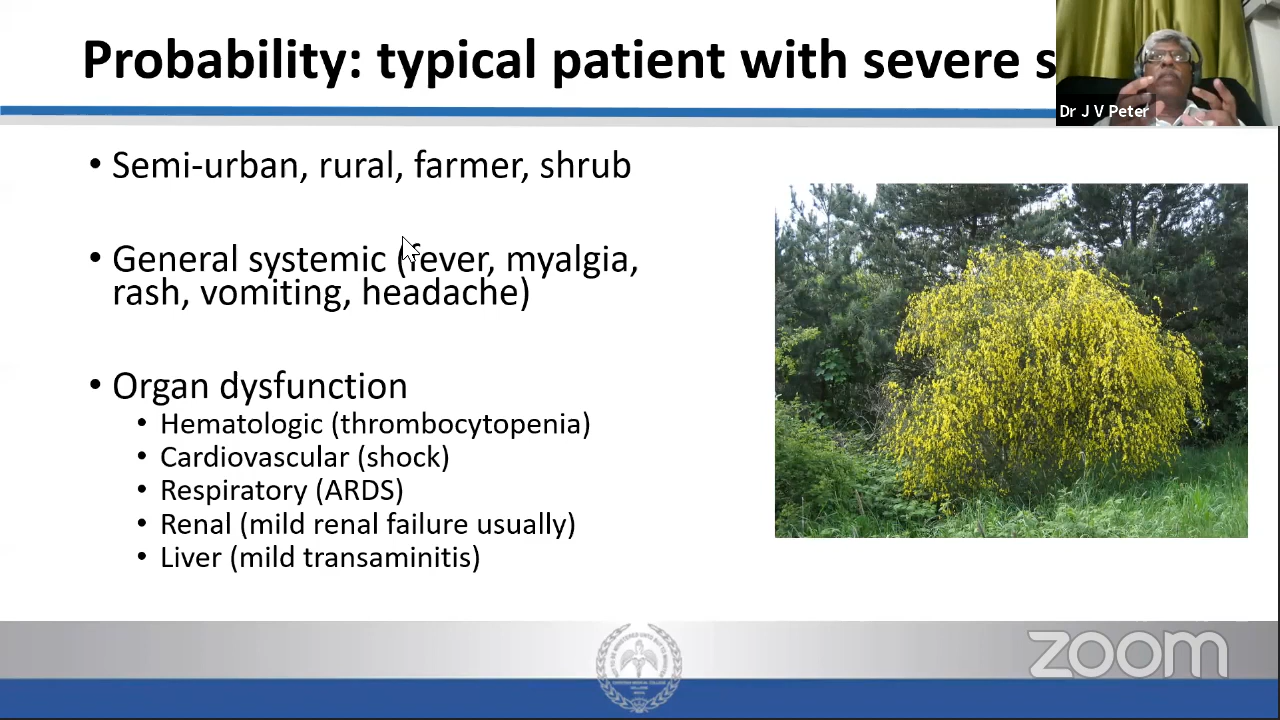 Probability: typical patient with severe s
Dr J V Peter
• Semi-urban, rural, farmer, shrub
• General systemic (fever, myalgia,
rash, vomiting, headache)
• Organ dysfunction
• Hematologic (thrombocytopenia)
• Cardiovascular (shock)
• Respiratory (ARDS)
• Renal (mild renal failure usually)
• Liver (mild transaminitis)
zoom